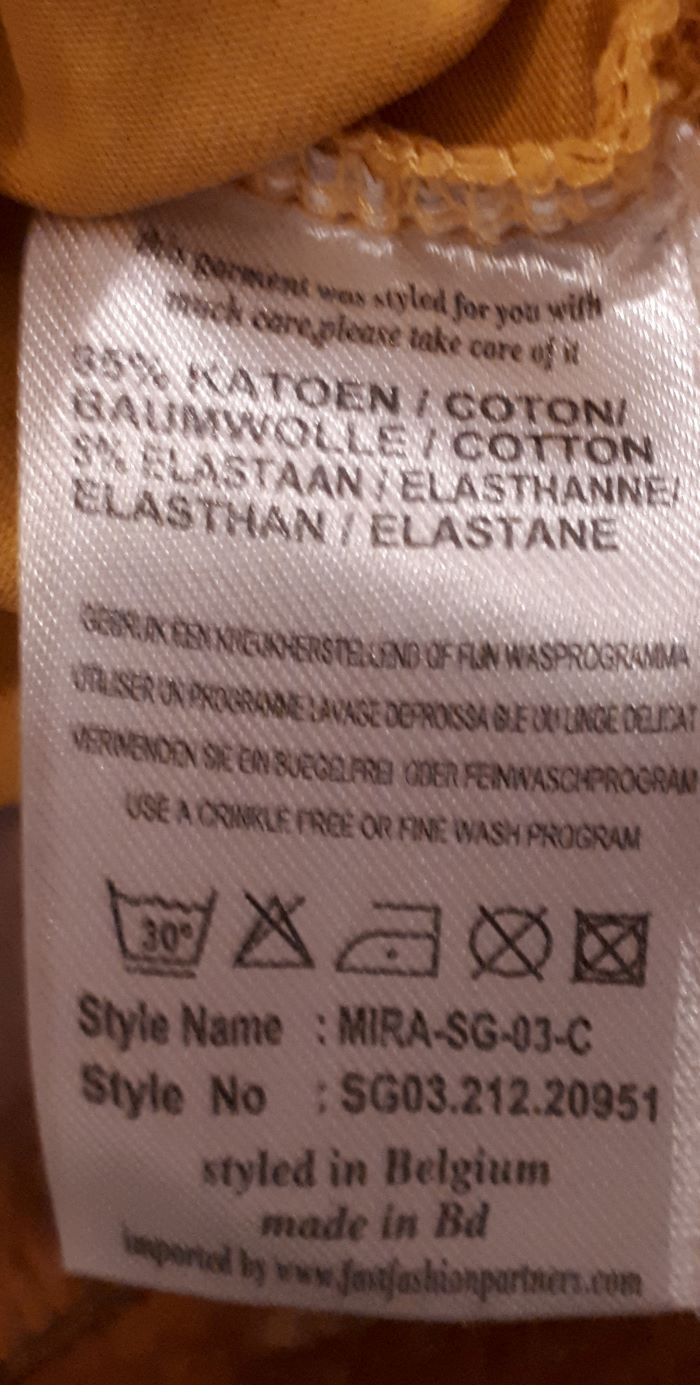 This garment was styled for you with
much care,please take care of it
95% KATOEN / COTON/
BAUMWOLLE / COTTON
5% ELASTAAN / ELASTHANNE/
ELASTHAN / ELASTANE
GEBRUIK EEN KREUKHERSTELLEND OF FIJN WASPROGRAMMA
UTILISER UN PROGRAMME LAVAGE DEFROISSA BLE OU LINGE DELICAT
VERWENDEN SIE EIN BUEGELFREI ODER FEINWASCHPROGRAM
USE A CRINKLE FREE OR FINE WASH PROGRAM
30°
Style Name : MIRA-SG-03-C
Style No : SG03.212.20951
styled in Belgium
made in Bd
imported by www.fastfashionpartners.com